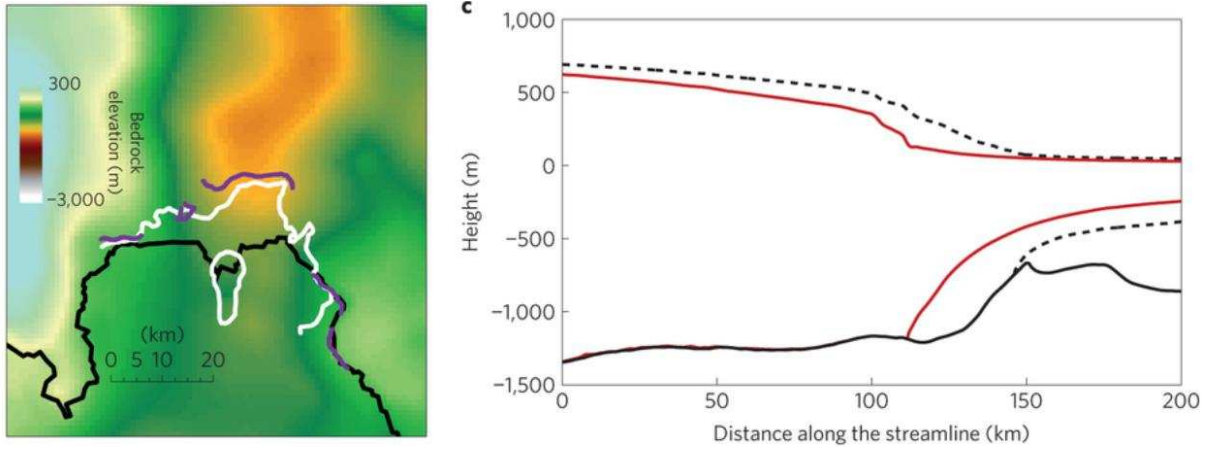 300
Bedrock
elevation (m)
−3,000
(km)
0 5 10 20
c
1,000
500
0
−500
−1,000
−1,500
Height (m)
0 50 100 150 200
Distance along the streamline (km)